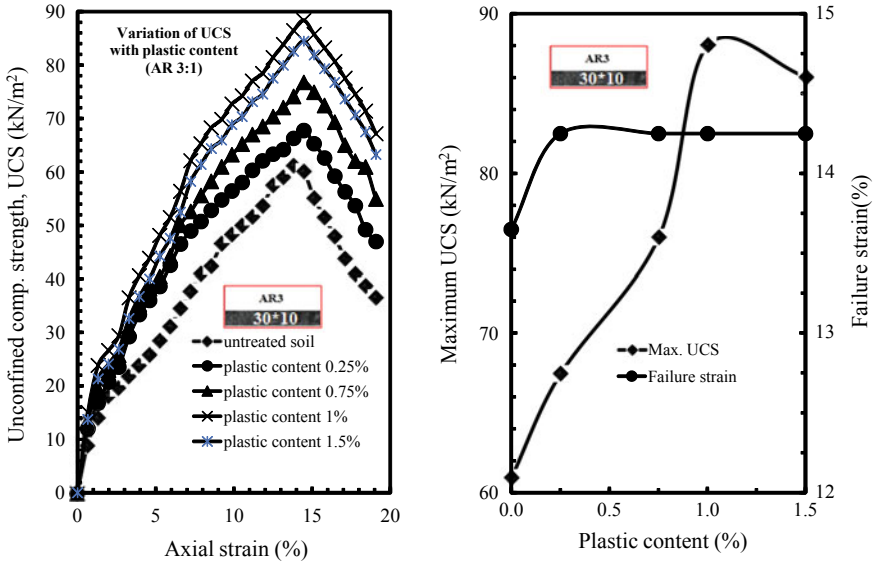 Variation of UCS
with plastic content
(AR 3:1)
Unconfined comp. strength, UCS (kN/m²)
90
80
70
60
50
40
30
20
10
0
AR3
30*10
untreated soil
plastic content 0.25%
plastic content 0.75%
plastic content 1%
plastic content 1.5%
0
5
10
15
20
Axial strain (%)
Maximum UCS (kN/m²)
90
80
70
60
AR3
30*10
Max. UCS
Failure strain
15
14
13
12
Failure strain(%)
0.0
0.5
1.0
1.5
Plastic content (%)